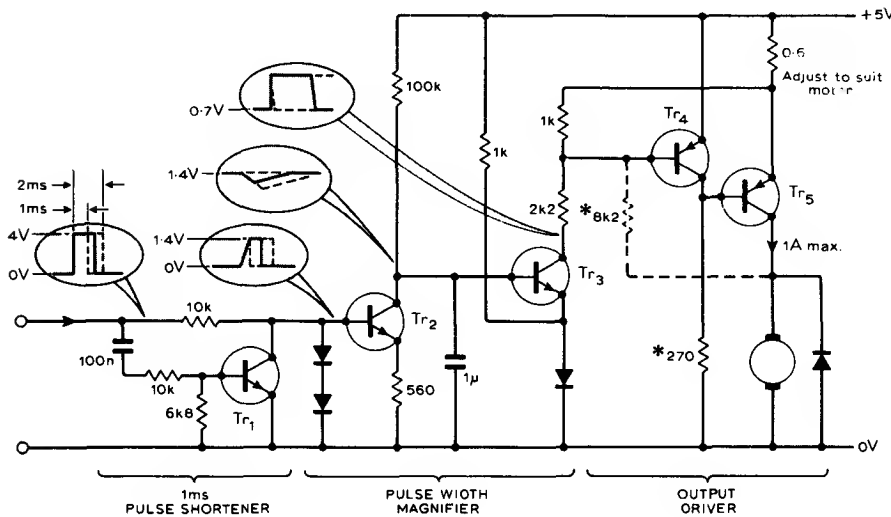 +5V
0·6
Adjust to suit
100k
0·7V
Tr4
1k
1k
1·4V
2ms
1ms
2k2
*8k2
Tr5
4V
1·4V
1A max.
0V
0V
Tr3
10k
Tr2
100n
1µ
*270
10k
560
6k8
Tr1
0V
1ms
PULSE SHORTENER
PULSE WIDTH
MAGNIFIER
OUTPUT
DRIVER